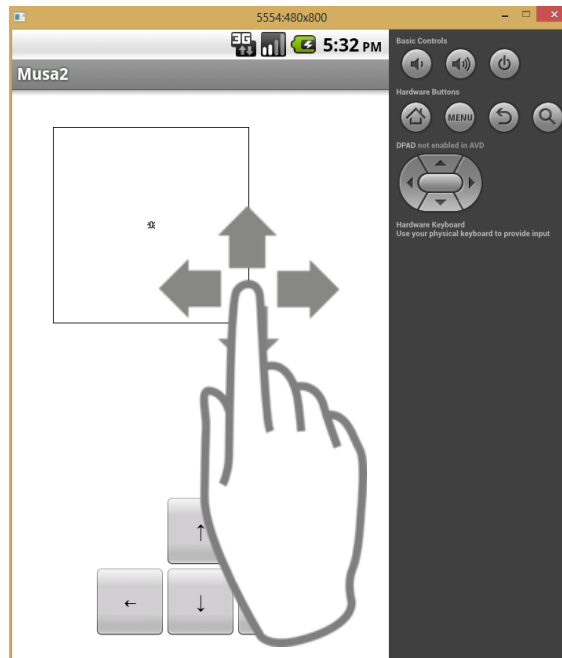 5554:480x800
3G 5:32 PM
Musa2
↑
← ↓
Basic Controls
Hardware Buttons
MENU
DPAD not enabled in AVD
Hardware Keyboard
Use your physical keyboard to provide input